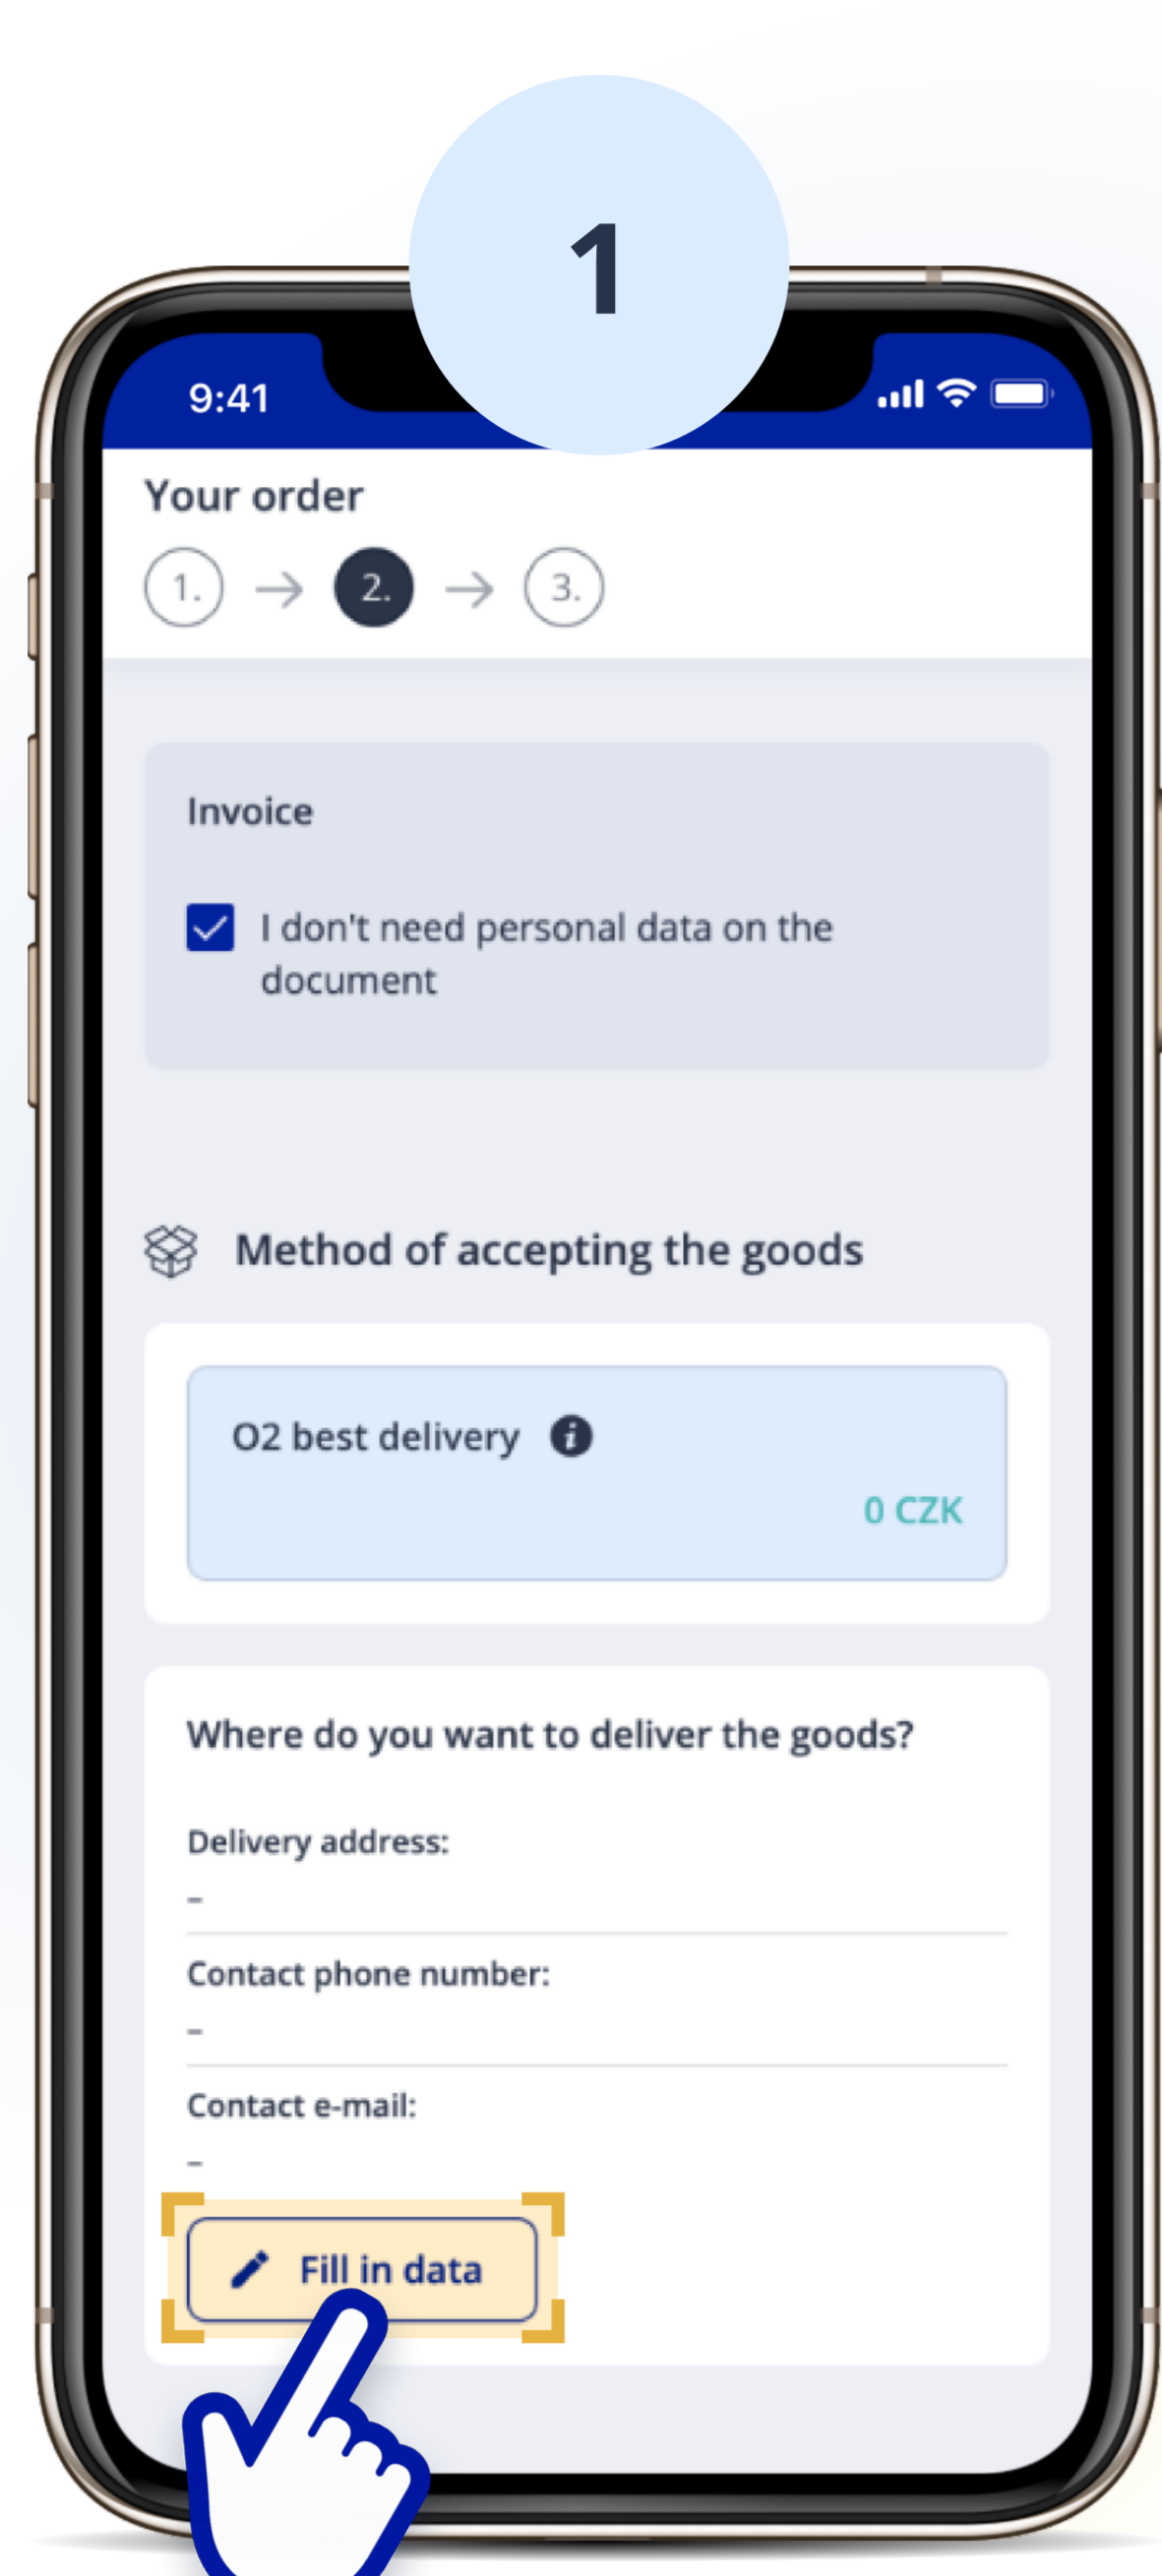 1
9:41
Your order
1. → 2. → 3.
Invoice
I don't need personal data on the
document
Method of accepting the goods
O2 best delivery i
0 CZK
Where do you want to deliver the goods?
Delivery address:
–
Contact phone number:
–
Contact e-mail:
–
Fill in data